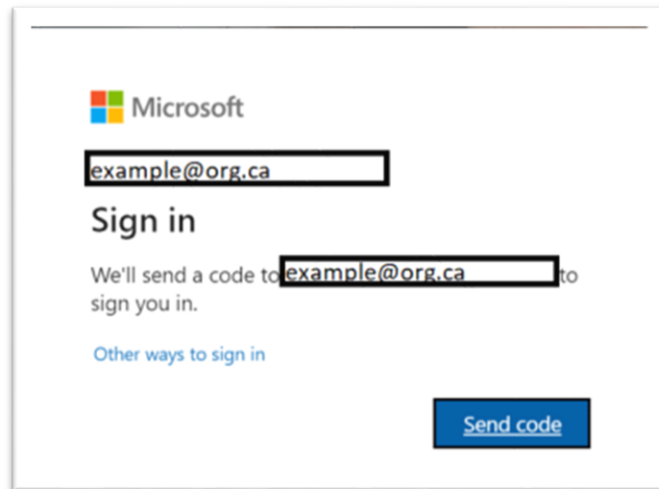 Microsoft
example@org.ca
Sign in
We'll send a code to example@org.ca to
sign you in.
Other ways to sign in
Send code